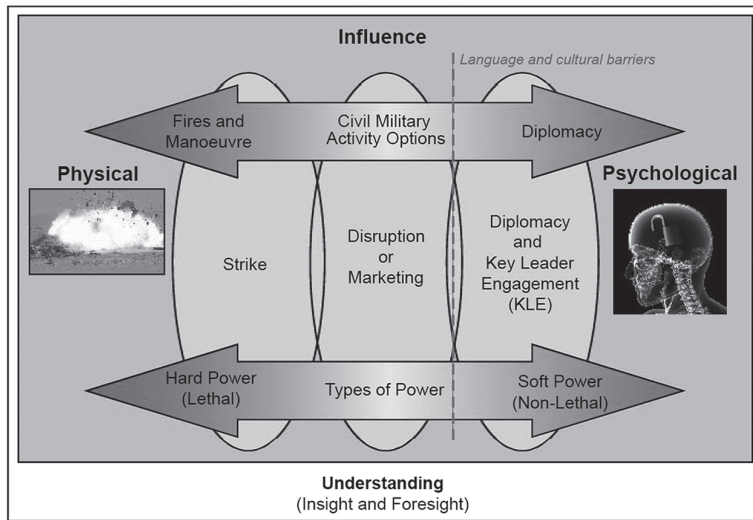 Influence
Language and cultural barriers
Fires and
Manoeuvre
Civil Military
Activity Options
Diplomacy
Physical
Psychological
Strike
Disruption
or
Marketing
Diplomacy
and
Key Leader
Engagement
(KLE)
Hard Power
(Lethal)
Types of Power
Soft Power
(Non-Lethal)
Understanding
(Insight and Foresight)